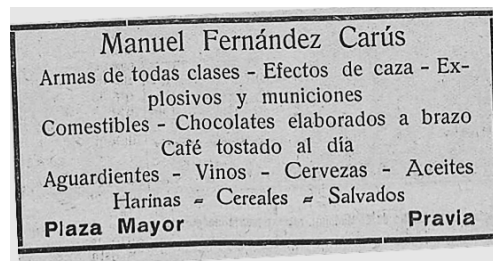 Manuel Fernández Carús
Armas de todas clases - Efectos de caza - Ex-
plosivos y municiones
Comestibles - Chocolates elaborados a brazo
Café tostado al día
Aguardientes - Vinos - Cervezas - Aceites
Harinas - Cereales - Salvados
Plaza Mayor Pravia